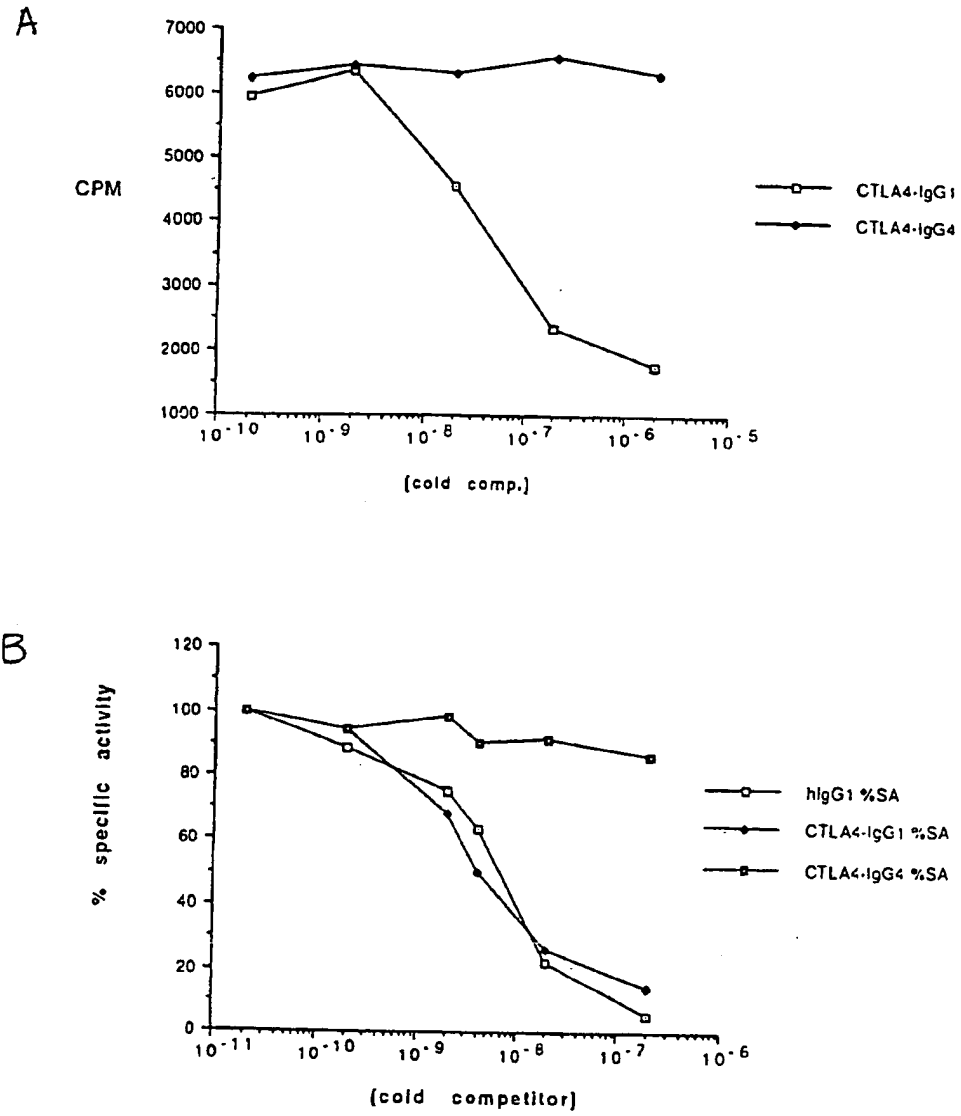 A
7000
6000
5000
CPM
4000
3000
2000
1000
10-10 10-9 10-8 10-7 10-6 10-5
[cold comp.]
CTLA4-IgG1
CTLA4-IgG4
B
120
100
80
60
40
20
0
% specific activity
10-11 10-10 10-9 10-8 10-7 10-6
[cold competitor]
hIgG1 %SA
CTLA4-IgG1 %SA
CTLA4-IgG4 %SA